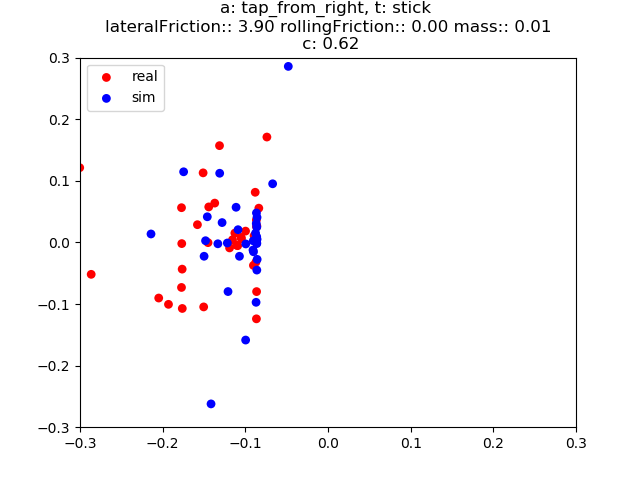 a: tap_from_right, t: stick
lateralFriction:: 3.90 rollingFriction:: 0.00 mass:: 0.01
c: 0.62
real
sim
0.3
0.2
0.1
0.0
−0.1
−0.2
−0.3
−0.3
−0.2
−0.1
0.0
0.1
0.2
0.3